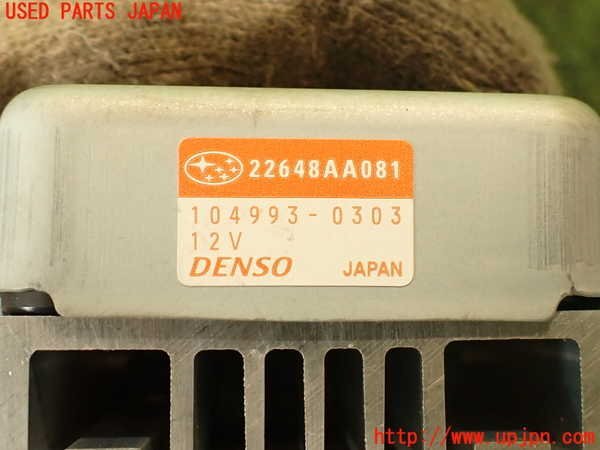 USED PARTS JAPAN
22648AA081
104993-0303
12V
DENSO JAPAN
http://www.upjpn.com/